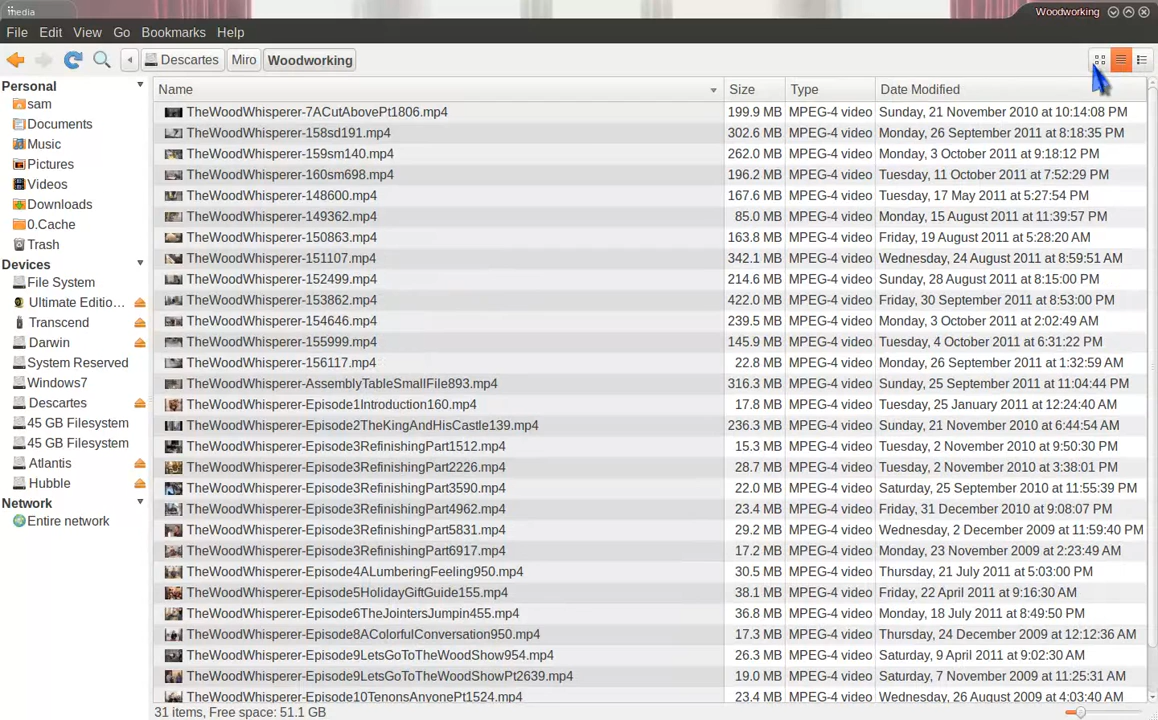 media
Woodworking
File Edit View Go Bookmarks Help
Descartes Miro Woodworking
Personal
sam
Documents
Music
Pictures
Videos
Downloads
0.Cache
Trash
Devices
File System
Ultimate Editio...
Transcend
Darwin
System Reserved
Windows7
Descartes
45 GB Filesystem
45 GB Filesystem
Atlantis
Hubble
Network
Entire network
Name Size Type Date Modified
TheWoodWhisperer-7ACutAbovePt1806.mp4 199.9 MB MPEG-4 video Sunday, 21 November 2010 at 10:14:08 PM
TheWoodWhisperer-158sd191.mp4 302.6 MB MPEG-4 video Monday, 26 September 2011 at 8:18:35 PM
TheWoodWhisperer-159sm140.mp4 262.0 MB MPEG-4 video Monday, 3 October 2011 at 9:18:12 PM
TheWoodWhisperer-160sm698.mp4 196.2 MB MPEG-4 video Tuesday, 11 October 2011 at 7:52:29 PM
TheWoodWhisperer-148600.mp4 167.6 MB MPEG-4 video Tuesday, 17 May 2011 at 5:27:54 PM
TheWoodWhisperer-149362.mp4 85.0 MB MPEG-4 video Monday, 15 August 2011 at 11:39:57 PM
TheWoodWhisperer-150863.mp4 163.8 MB MPEG-4 video Friday, 19 August 2011 at 5:28:20 AM
TheWoodWhisperer-151107.mp4 342.1 MB MPEG-4 video Wednesday, 24 August 2011 at 8:59:51 AM
TheWoodWhisperer-152499.mp4 214.6 MB MPEG-4 video Sunday, 28 August 2011 at 8:15:00 PM
TheWoodWhisperer-153862.mp4 422.0 MB MPEG-4 video Friday, 30 September 2011 at 8:53:00 PM
TheWoodWhisperer-154646.mp4 239.5 MB MPEG-4 video Monday, 3 October 2011 at 2:02:49 AM
TheWoodWhisperer-155999.mp4 145.9 MB MPEG-4 video Tuesday, 4 October 2011 at 6:31:22 PM
TheWoodWhisperer-156117.mp4 22.8 MB MPEG-4 video Monday, 26 September 2011 at 1:32:59 AM
TheWoodWhisperer-AssemblyTableSmallFile893.mp4 316.3 MB MPEG-4 video Sunday, 25 September 2011 at 11:04:44 PM
TheWoodWhisperer-Episode1Introduction160.mp4 17.8 MB MPEG-4 video Tuesday, 25 January 2011 at 12:24:40 AM
TheWoodWhisperer-Episode2TheKingAndHisCastle139.mp4 236.3 MB MPEG-4 video Sunday, 21 November 2010 at 6:44:54 AM
TheWoodWhisperer-Episode3RefinishingPart1512.mp4 15.3 MB MPEG-4 video Tuesday, 2 November 2010 at 9:50:30 PM
TheWoodWhisperer-Episode3RefinishingPart2226.mp4 28.7 MB MPEG-4 video Tuesday, 2 November 2010 at 3:38:01 PM
TheWoodWhisperer-Episode3RefinishingPart3590.mp4 22.0 MB MPEG-4 video Saturday, 25 September 2010 at 11:55:39 PM
TheWoodWhisperer-Episode3RefinishingPart4962.mp4 23.4 MB MPEG-4 video Friday, 31 December 2010 at 9:08:07 PM
TheWoodWhisperer-Episode3RefinishingPart5831.mp4 29.2 MB MPEG-4 video Wednesday, 2 December 2009 at 11:59:40 PM
TheWoodWhisperer-Episode3RefinishingPart6917.mp4 17.2 MB MPEG-4 video Monday, 23 November 2009 at 2:23:49 AM
TheWoodWhisperer-Episode4ALumberingFeeling950.mp4 30.5 MB MPEG-4 video Thursday, 21 July 2011 at 5:03:00 PM
TheWoodWhisperer-Episode5HolidayGiftGuide155.mp4 38.1 MB MPEG-4 video Friday, 22 April 2011 at 9:16:30 AM
TheWoodWhisperer-Episode6TheJointersJumpin455.mp4 36.8 MB MPEG-4 video Monday, 18 July 2011 at 8:49:50 PM
TheWoodWhisperer-Episode8AColorfulConversation950.mp4 17.3 MB MPEG-4 video Thursday, 24 December 2009 at 12:12:36 AM
TheWoodWhisperer-Episode9LetsGoToTheWoodShow954.mp4 26.3 MB MPEG-4 video Saturday, 9 April 2011 at 9:02:30 AM
TheWoodWhisperer-Episode9LetsGoToTheWoodShowPt2639.mp4 19.0 MB MPEG-4 video Saturday, 7 November 2009 at 11:25:31 AM
TheWoodWhisperer-Episode10TenonsAnyonePt1524.mp4 23.4 MB MPEG-4 video Wednesday, 26 August 2009 at 4:03:40 AM
31 items, Free space: 51.1 GB